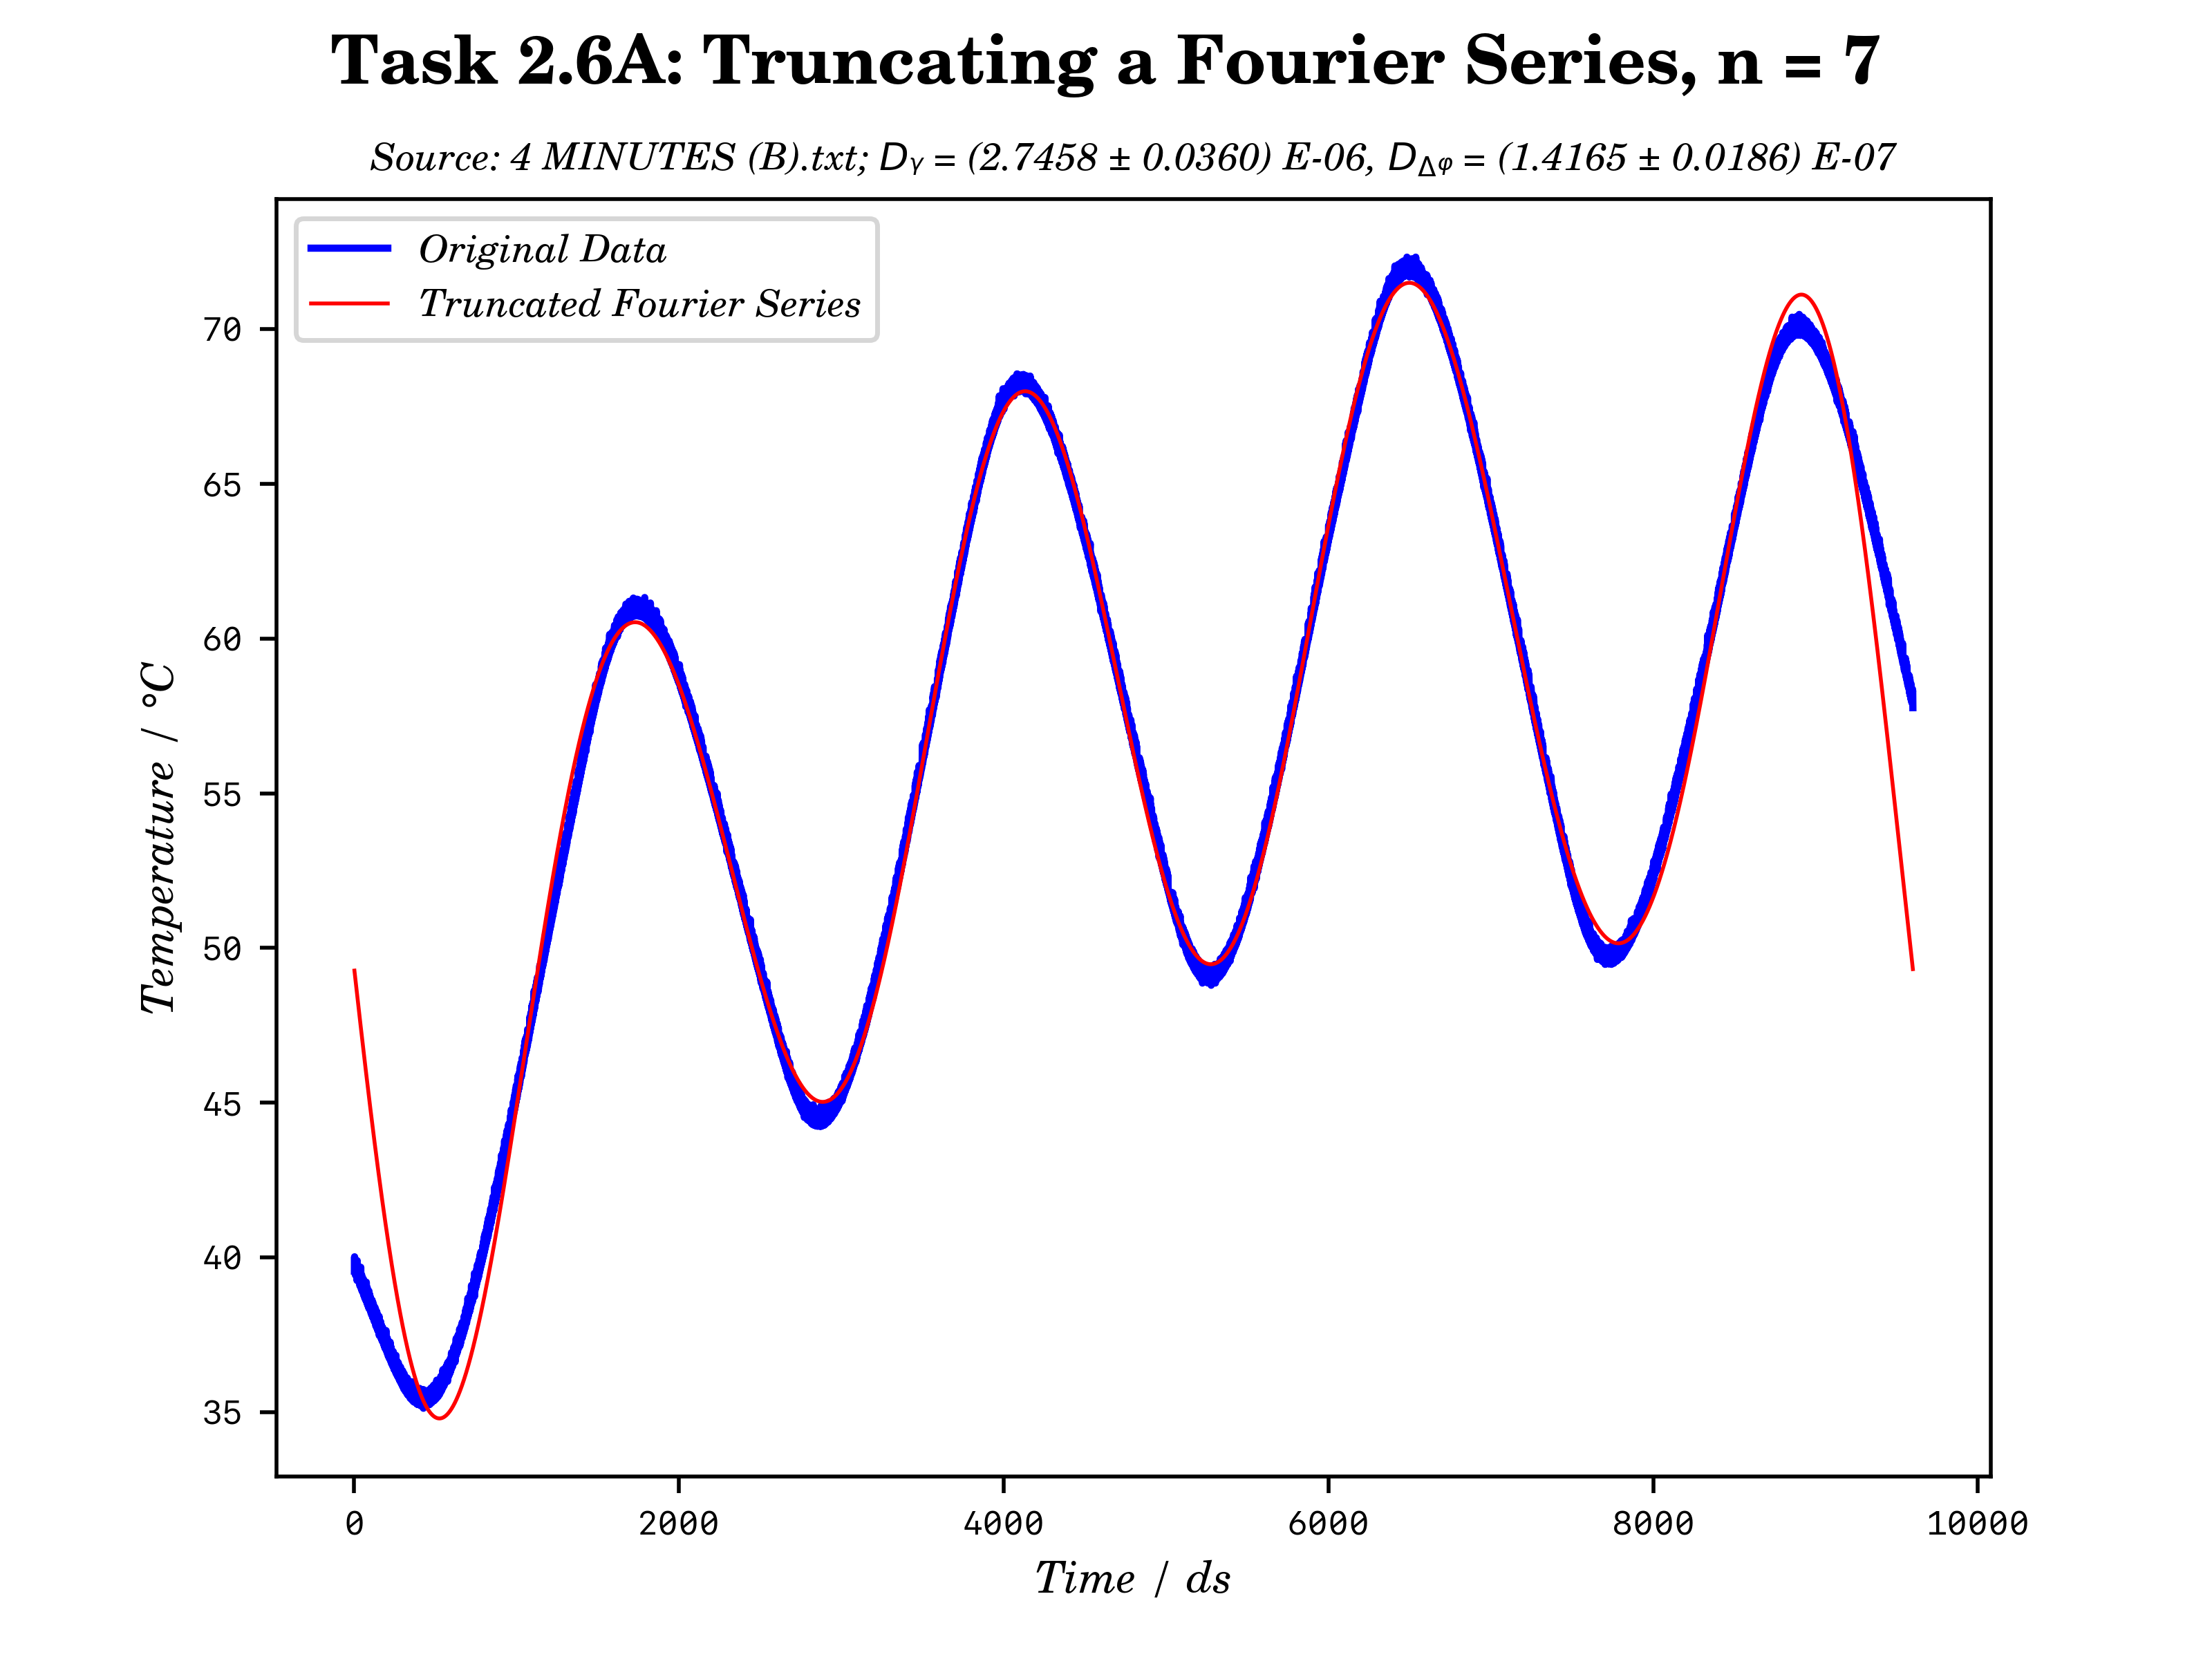 Task 2.6A: Truncating a Fourier Series, n = 7
Source: 4 MINUTES (B).txt; Dγ = (2.7458 ± 0.0360) E-06, DΔφ = (1.4165 ± 0.0186) E-07
Original Data
Truncated Fourier Series
70
65
60
55
50
45
40
35
Temperature / °C
0 2000 4000 6000 8000 10000
Time / ds